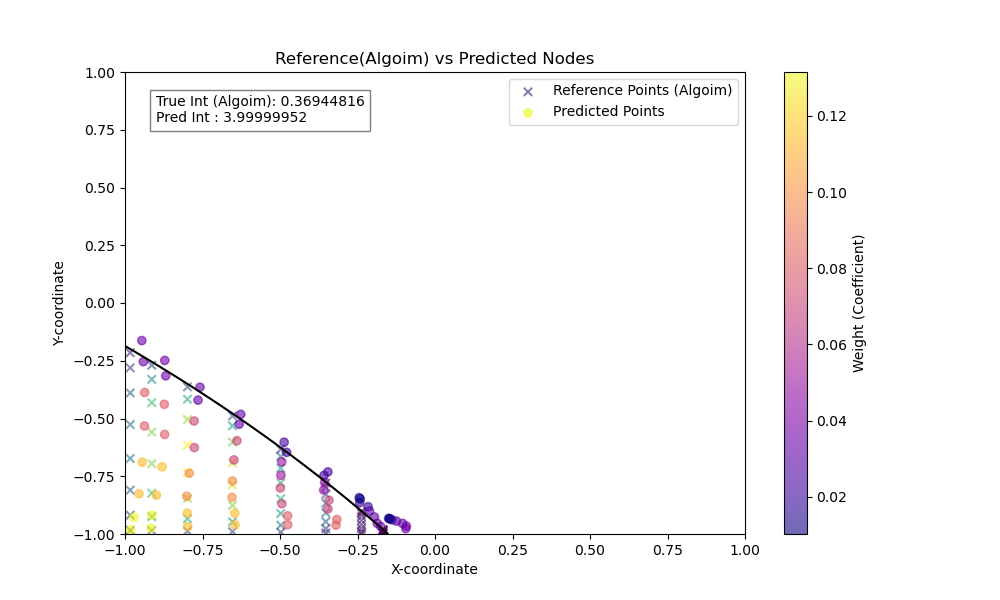 Reference(Algoim) vs Predicted Nodes
True Int (Algoim): 0.36944816
Pred Int : 3.99999952
Reference Points (Algoim)
Predicted Points
1.00
0.75
0.50
0.25
0.00
−0.25
−0.50
−0.75
−1.00
Y-coordinate
−1.00 −0.75 −0.50 −0.25 0.00 0.25 0.50 0.75 1.00
X-coordinate
0.12
0.10
0.08
0.06
0.04
0.02
Weight (Coefficient)